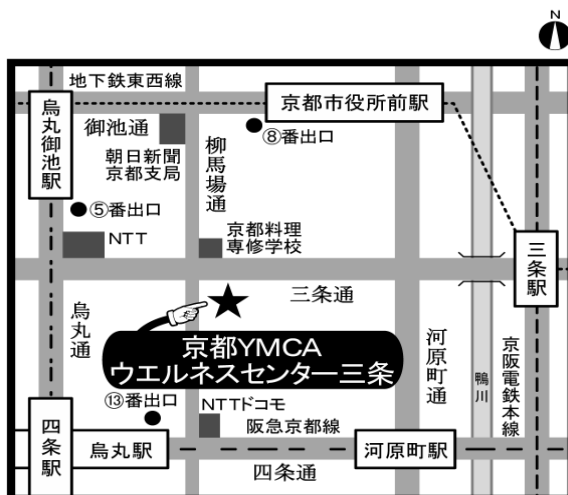 N
地下鉄東西線
烏丸御池駅
京都市役所前駅
御池通
⑧番出口
朝日新聞
京都支局
柳馬場通
⑤番出口
NTT
京都料理
専修学校
三条駅
三条通
烏丸通
京都YMCA
ウエルネスセンター三条
河原町通
鴨川
京阪電鉄本線
⑬番出口
NTTドコモ
四条駅
烏丸駅
阪急京都線
河原町駅
四条通